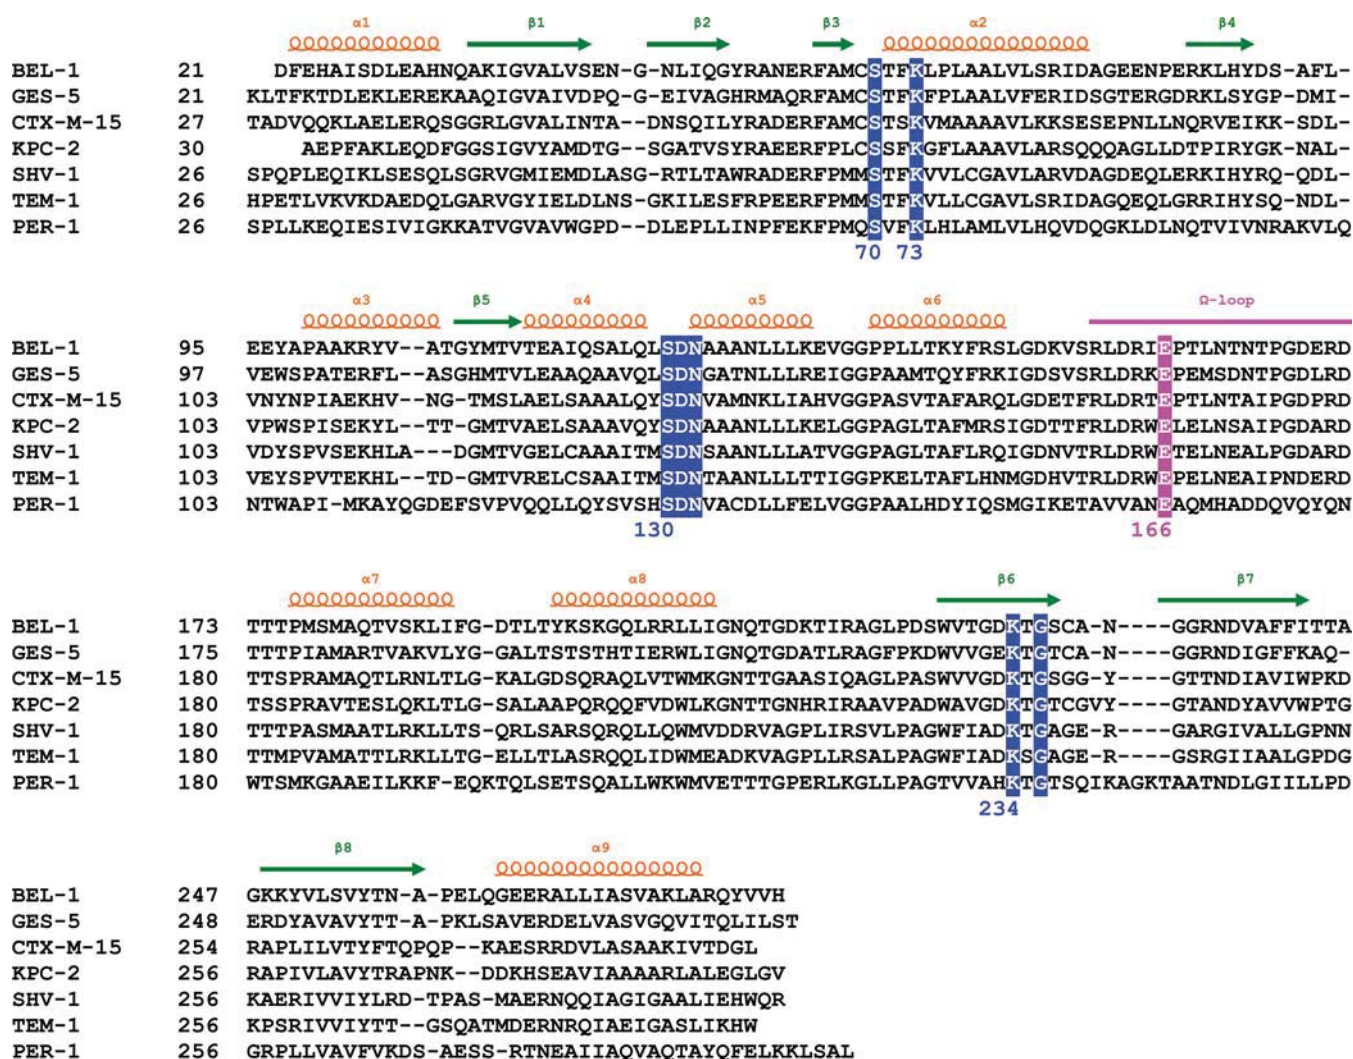 α1 β1 β2 β3 α2 β4
BEL-1 21 DFEHAISDLEAHNQAKIGVALVSEN-G-NLIQGYRANERFAMCSTFKLPLAALVLSRIDAGEENPERKLHYDS-AFL-
GES-5 21 KLTFKTDLEKLEREKAAQIGVAIVDPQ-G-EIVAGHRMAQRFAMCSTFKFPLAALVFERIDSGTERGDRKLSYGP-DMI-
CTX-M-15 27 TADVQQKLAELERQSGGRLGVALINTA--DNSQILYRADERFAMCSTSKVMAAAAVLKKSESEPNLLNQRVEIKK-SDL-
KPC-2 30 AEPFAKLEQDFGGSIGVYAMDTG--SGATVSYRAEERFPLCSSFKGFLAAAVLARSQQQAGLLDTPIRYGK-NAL-
SHV-1 26 SPQPLEQIKLSESQLSGRVGMIEMDLASG-RTLTAWRADERFPMMSTFKVVLCGAVLARVDAGDEQLERKIHYRQ-QDL-
TEM-1 26 HPETLVKVKDAEDQLGARVGYIELDLNS-GKILESFRPEERFPMMSTFKVLLCGAVLSRIDAGQEQLGRRIHYSQ-NDL-
PER-1 26 SPLLKEQIESIVIGKKATVGVAVWGPD--DLEPLLINPFEKFPMQSVFKLHLAMLVLHQVDQGKLDLNQTVIVNRAKVLQ
70 73
α3 β5 α4 α5 α6 Ω-loop
BEL-1 95 EEYAPAAKRYV--ATGYMTVTEAIQSALQLSDNAAANLLLKEVGGPPLLTKYFRSLGDKVSRLDRIEPTLNTNTPGDERD
GES-5 97 VEWSPATERFL--ASGHMTVLEAAQAAVQLSDNGATNLLLREIGGPAAMTQYFRKIGDSVSRLDRKEPEMSDNTPGDLRD
CTX-M-15 103 VNYNPIAEKHV--NG-TMSLAELSAAALQYSDNVAMNKLIAHVGGPASVTAFARQLGDETFRLDRTEPTLNTAIPGDPRD
KPC-2 103 VPWSPISEKYL--TT-GMTVAELSAAAVQYSDNAAANLLLKELGGPAGLTAFMRSIGDTTFRLDRWELELNSAIPGDARD
SHV-1 103 VDYSPVSEKHLA---DGMTVGELCAAAITMSDNSAANLLLATVGGPAGLTAFLRQIGDNVTRLDRWETELNEALPGDARD
TEM-1 103 VEYSPVTEKHL--TD-GMTVRELCSAAITMSDNTAANLLLTTIGGPKELTAFLHNMGDHVTRLDRWEPELNEAIPNDERD
PER-1 103 NTWAPI-MKAYQGDEFSVPVQQLLQYSVSHSDNVACDLLFELVGGPAALHDYIQSMGIKETAVVANEAQMHADDQVQYQN
130 166
α7 α8 β6 β7
BEL-1 173 TTTPMSMAQTVSKLIFG-DTLTYKSKGQLRRLLIGNQTGDKTIRAGLPDSWVTGDKTGSCA-N----GGRNDVAFFITTA
GES-5 175 TTTPIAMARTVAKVLYG-GALTSTSTHTIERWLIGNQTGDATLRAGFPKDWVVGEKTGTCA-N----GGRNDIGFFKAQ-
CTX-M-15 180 TTSPRAMAQTLRNLTLG-KALGDSQRAQLVTWMKGNTTGAASIQAGLPASWVVGDKTGSGG-Y----GTTNDIAVIWPKD
KPC-2 180 TSSPRAVTESLQKLTLG-SALAAPQRQQFVDWLKGNTTGNHRIRAAVPADWAVGDKTGTCGVY----GTANDYAVVWPTG
SHV-1 180 TTTPASMAATLRKLLTS-QRLSARSQRQLLQWMVDDRVAGPLIRSVLPAGWFIADKTGAGE-R----GARGIVALLGPNN
TEM-1 180 TTMPVAMATTLRKLLTG-ELLTLASRQQLIDWMEADKVAGPLLRSALPAGWFIADKSGAGE-R----GSRGIIAALGPDG
PER-1 180 WTSMKGAAEILKKF-EQKTQLSETSQALLWKWMVETTTGPERLKGLLPAGTVVAHKTGTSQIKAGKTAATNDLGIILLPD
234
β8 α9
BEL-1 247 GKKYVLSVYTN-A-PELQGEERALLIASVAKLARQYVVH
GES-5 248 ERDYAVAVYTT-A-PKLSAVERDELVASVGQVITQLILST
CTX-M-15 254 RAPLILVTYFTQPQP--KAESRRDVLASAAKIVTDGL
KPC-2 256 RAPIVLAVYTRAPNK--DDKHSEAVIAAAARLALEGLGV
SHV-1 256 KAERIVVIYLRD-TPAS-MAERNQQIAGIGAALIEHWQR
TEM-1 256 KPSRIVVIYTT--GSQATMDERNRQIAEIGASLIKHW
PER-1 256 GRPLLVAVFVKDS-AESS-RTNEAIIAQVAQTAYQFELKKLSAL